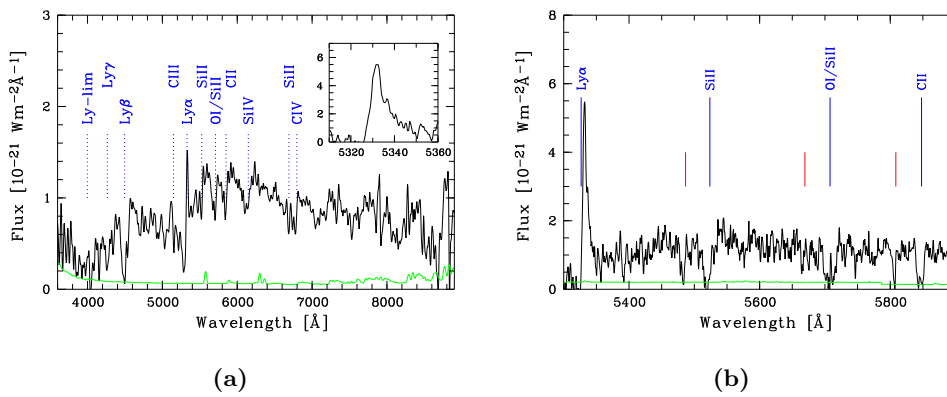 3
2
1
0
Flux [10⁻²¹ Wm⁻²Å⁻¹]
Ly-lim
Lyγ
Lyβ
CIII
Lyα
SiII
OI/SiII
CII
SiIV
SiII
CIV
6
4
2
0
5320 5340 5360
4000 5000 6000 7000 8000
Wavelength [Å]
(a)
8
6
4
2
0
Flux [10⁻²¹ Wm⁻²Å⁻¹]
Lyα
SiII
OI/SiII
CII
5400 5600 5800
Wavelength [Å]
(b)